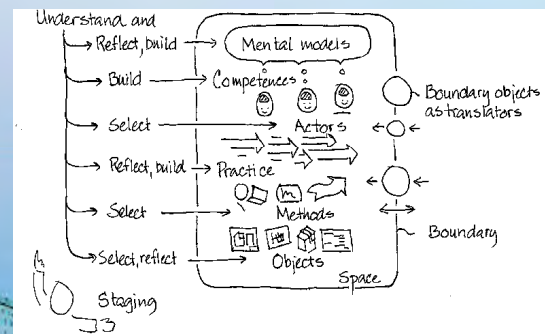 Understand and
Reflect, build
Mental models
Build
Competences
Boundary objects
as translators
Select
Actors
Reflect, build
Practice
Select
Methods
Boundary
Select, reflect
Objects
Space
Staging